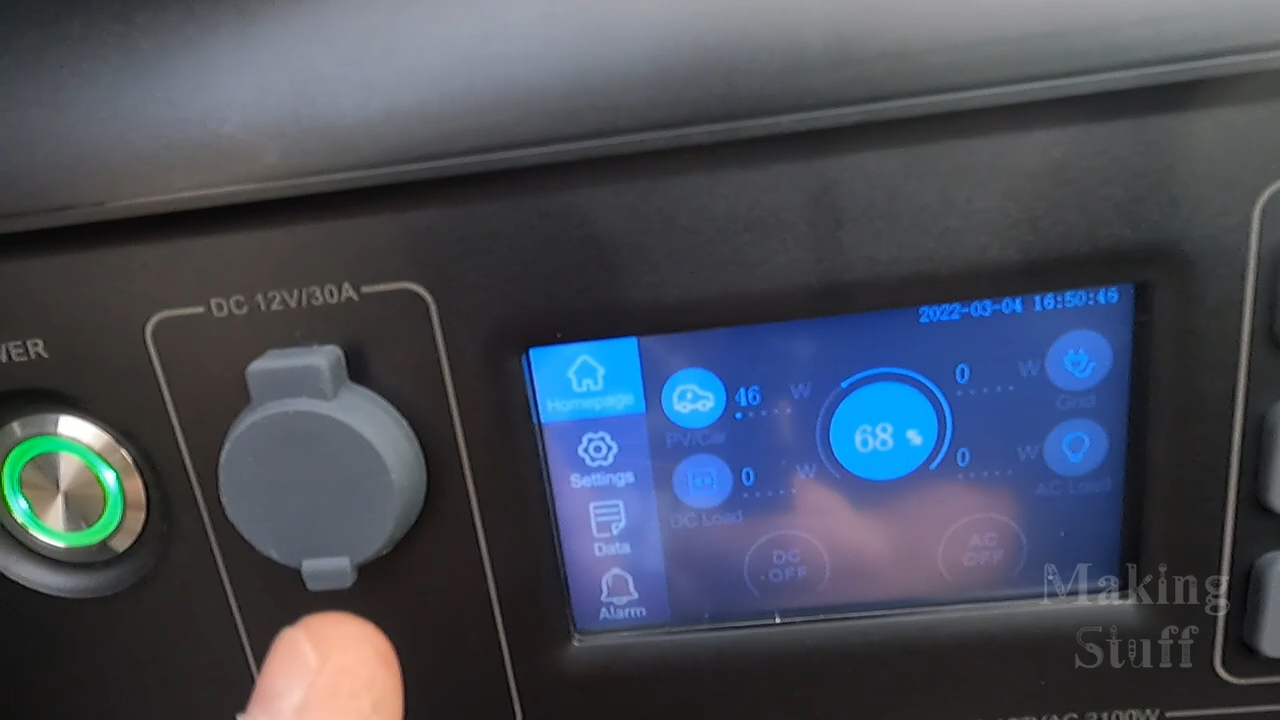 DC 12V/30A
2022-03-04 16:50:46
Homepage
Settings
Data
Alarm
PV/Car
46 W
DC Load
0 W
68 %
0 W
Grid
0 W
AC Load
DC
OFF
AC
OFF
Making
Stuff